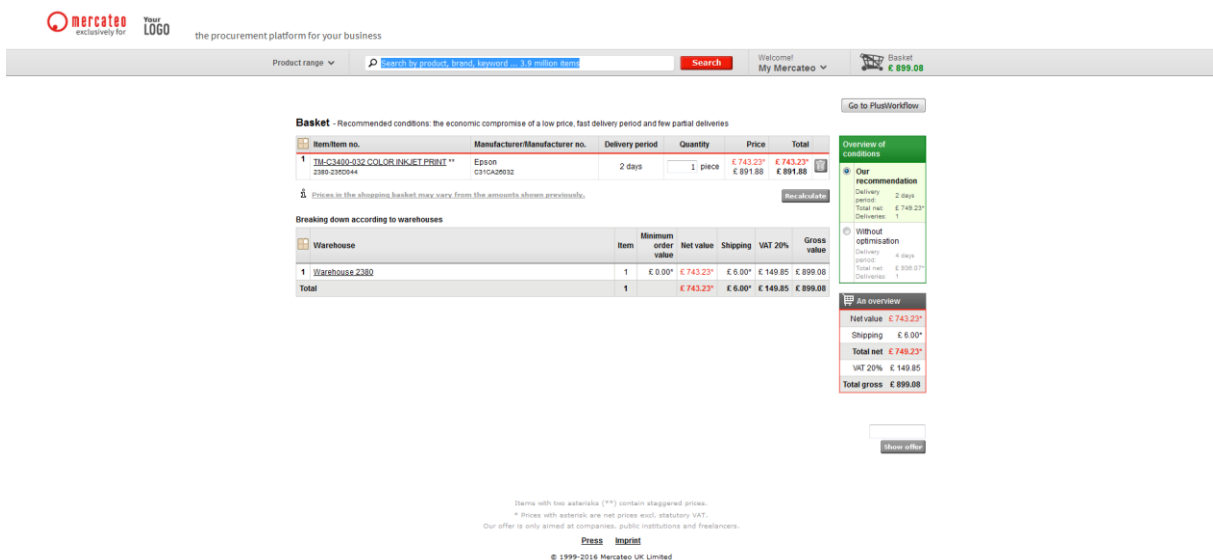 mercateo
exclusively for
Your
LOGO
the procurement platform for your business
Product range
Search by product, brand, keyword ... 3.9 million items
Search
Welcome!
My Mercateo
Basket
£ 899.08
Go to PlusWorkflow
Basket - Recommended conditions: the economic compromise of a low price, fast delivery period and few partial deliveries
Item/Item no. Manufacturer/Manufacturer no. Delivery period Quantity Price Total
1 TM-C3400-032 COLOR INKJET PRINT ** Epson 2 days 1 piece £ 743.23* £ 743.23*
2380-235D044 C31CA26032 £ 891.88 £ 891.88
Prices in the shopping basket may vary from the amounts shown previously.
Recalculate
Breaking down according to warehouses
Warehouse Item Minimum order value Net value Shipping VAT 20% Gross value
1 Warehouse 2380 1 £ 0.00* £ 743.23* £ 6.00* £ 149.85 £ 899.08
Total 1 £ 743.23* £ 6.00* £ 149.85 £ 899.08
Overview of
conditions
Our
recommendation
Delivery
period: 2 days
Total net: £ 749.23*
Deliveries: 1
Without
optimisation
Delivery
period: 4 days
Total net:
Deliveries: 1
An overview
Net value £ 743.23*
Shipping £ 6.00*
Total net £ 749.23*
VAT 20% £ 149.85
Total gross £ 899.08
Show offer
Items with two asterisks (**) contain staggered prices.
* Prices with asterisk are net prices excl. statutory VAT.
Our offer is only aimed at companies, public institutions and freelancers.
Press Imprint
© 1999-2016 Mercateo UK Limited